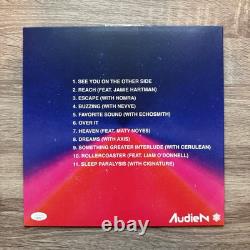 1. SEE YOU ON THE OTHER SIDE
2. REACH (FEAT. JAMIE HARTMAN)
3. ESCAPE (WITH NOMRA)
4. BUZZING (WITH NEVVE)
5. FAVORITE SOUND (WITH ECHOSMITH)
6. OVER IT
7. HEAVEN (FEAT. MATY NOYES)
8. DREAMS (WITH AXIS)
9. SOMETHING GREATER INTERLUDE (WITH CERULEAN)
10. ROLLERCOASTER (FEAT. LIAM O'DONNELL)
11. SLEEP PARALYSIS (WITH CIGNATURE)
AUDIEN